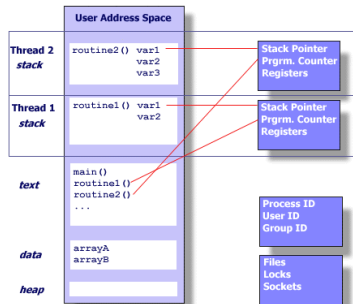 User Address Space
Thread 2
stack
routine2() var1
var2
var3
Stack Pointer
Prgrm. Counter
Registers
Thread 1
stack
routine1() var1
var2
Stack Pointer
Prgrm. Counter
Registers
text
main()
routine1()
routine2()
...
Process ID
User ID
Group ID
data
arrayA
arrayB
Files
Locks
Sockets
heap